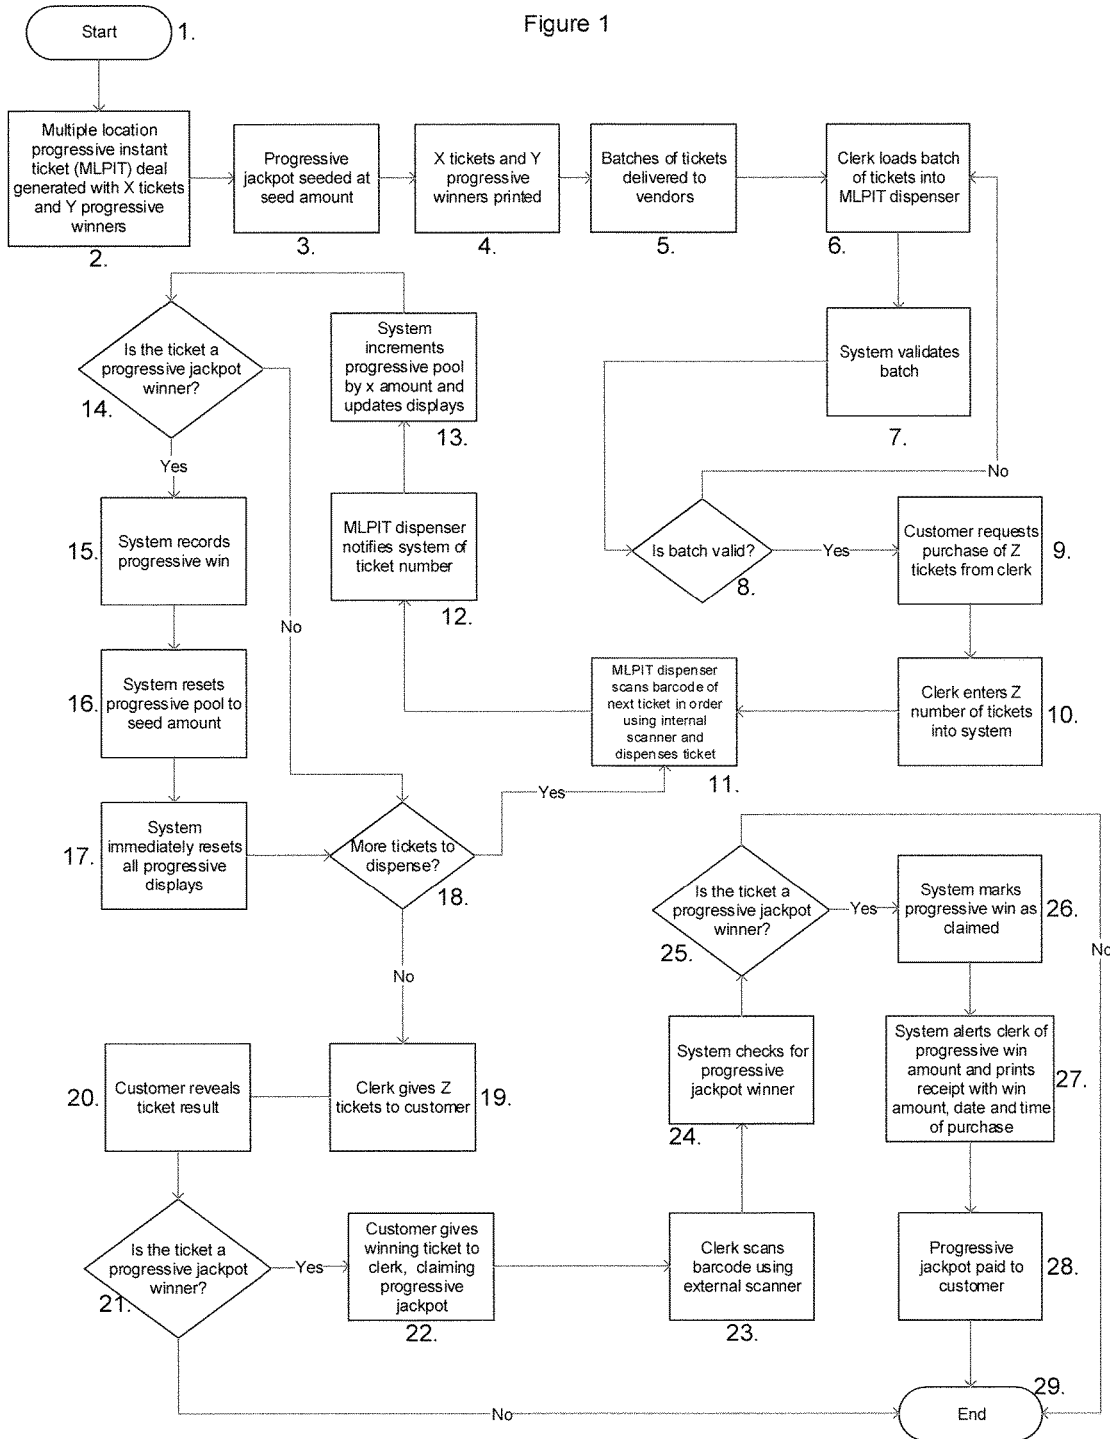 Figure 1
Start
1.
Multiple location
progressive instant
ticket (MLPIT) deal
generated with X tickets
and Y progressive
winners
2.
Progressive
jackpot seeded at
seed amount
3.
X tickets and Y
progressive
winners printed
4.
Batches of tickets
delivered to
vendors
5.
Clerk loads batch
of tickets into
MLPIT dispenser
6.
System validates
batch
7.
Is batch valid?
8.
No
Yes
Customer requests
purchase of Z
tickets from clerk
9.
Clerk enters Z
number of tickets
into system
10.
MLPIT dispenser
scans barcode of
next ticket in order
using internal
scanner and
dispenses ticket
11.
MLPIT dispenser
notifies system of
ticket number
12.
System
increments
progressive pool
by x amount and
updates displays
13.
Is the ticket a
progressive jackpot
winner?
14.
Yes
No
15.
System records
progressive win
16.
System resets
progressive pool to
seed amount
17.
System
immediately resets
all progressive
displays
More tickets to
dispense?
18.
Yes
No
Clerk gives Z
tickets to customer
19.
20.
Customer reveals
ticket result
Is the ticket a
progressive jackpot
winner?
21.
Yes
No
Customer gives
winning ticket to
clerk, claiming
progressive
jackpot
22.
Clerk scans
barcode using
external scanner
23.
System checks for
progressive
jackpot winner
24.
Is the ticket a
progressive jackpot
winner?
25.
Yes
No
System marks
progressive win as
claimed
26.
System alerts clerk of
progressive win
amount and prints
receipt with win
amount, date and time
of purchase
27.
Progressive
jackpot paid to
customer
28.
29.
End